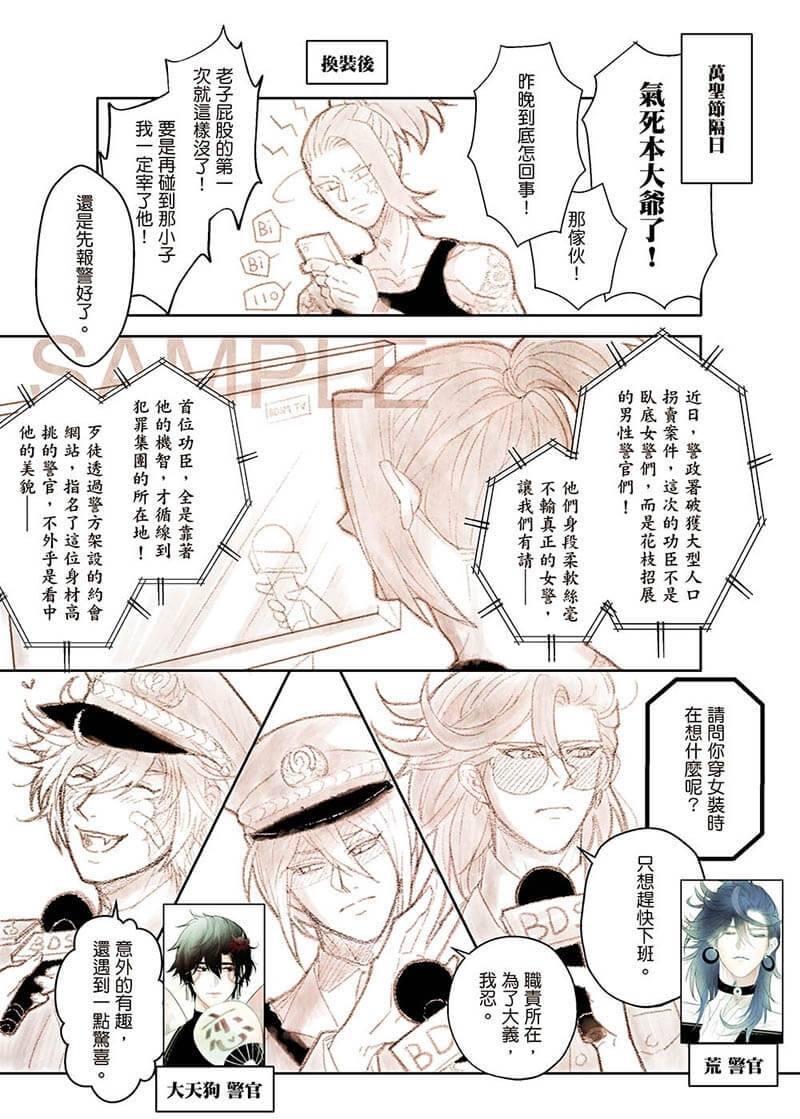 萬聖節隔日
氣死本大爺了！
那傢伙！
昨晚到底怎回事！
換裝後
老子屁股的第一
次就這樣沒了！
要是再碰到那小子
我一定宰了他！
還是先報警好了。
Bi
Bi
110
SAMPLE
BDSM TV
近日，警政署破獲大型人口
拐賣案件，這次的功臣不是
臥底女警們，而是花枝招展
的男性警官們！
他們身段柔軟絲毫
不輸真正的女警，
讓我們有請——
首位功臣，全是靠著
他的機智，才循線到
犯罪集團的所在地！
歹徒透過警方架設的約會
網站，指名了這位身材高
挑的警官，不外乎是看中
他的美貌——
請問你穿女裝時
在想什麼呢？
只想趕快下班。
荒 警官
BDS
職責所在，
為了大義，
我忍。
BDS
意外的有趣，
還遇到一點驚喜。
BDS
大天狗 警官